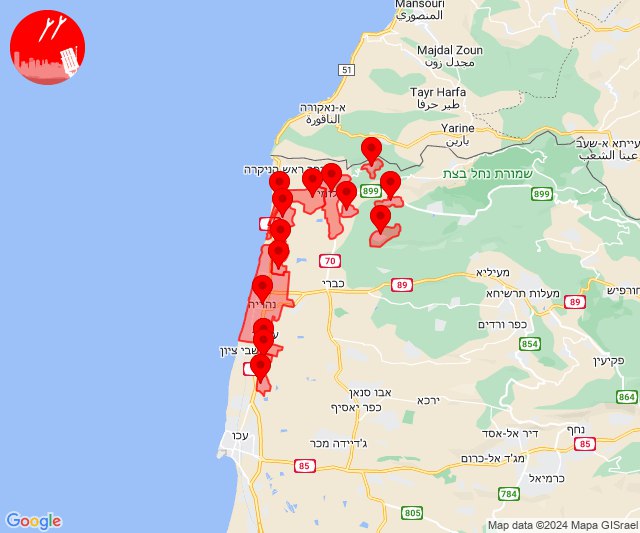 Mansouri
المنصوري
Majdal Zoun
مجدل زون
51
Tayr Harfa
طير حرفا
א-נאקורה
الناقورة
Yarine
يارين
עייתא א-שעב
عيتا الشعب
ראש הניקרה
שמורת נחל בצת
899
899
70
כברי
89
מעיליא
מעלות תרשיחא
חורפיש
89
נהריה
כפר ורדים
854
שבי ציון
פקיעין
אבו סנאן
ירכא
864
כפר יאסיף
נחף
עכו
ג'דיידה מכר
דיר אל-אסד
85
מג'ד אל-כרום
85
כרמיאל
784
805
Google
Map data ©2024 Mapa GISrael